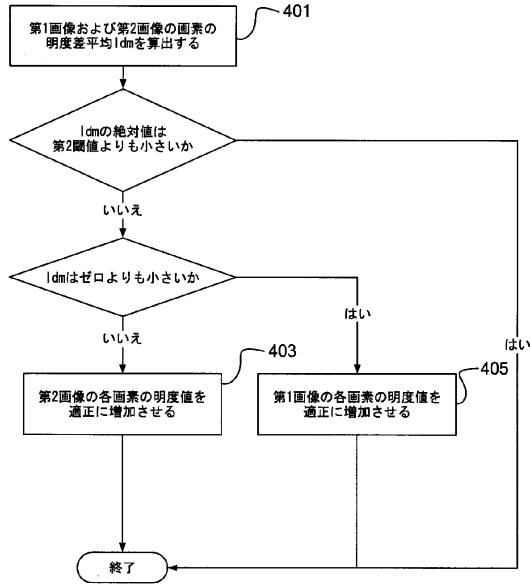 401
第1画像および第2画像の画素の
明度差平均Idmを算出する
Idmの絶対値は
第2閾値よりも小さいか
いいえ
Idmはゼロよりも小さいか
はい
はい
いいえ
403
405
第2画像の各画素の明度値を
適正に増加させる
第1画像の各画素の明度値を
適正に増加させる
終了